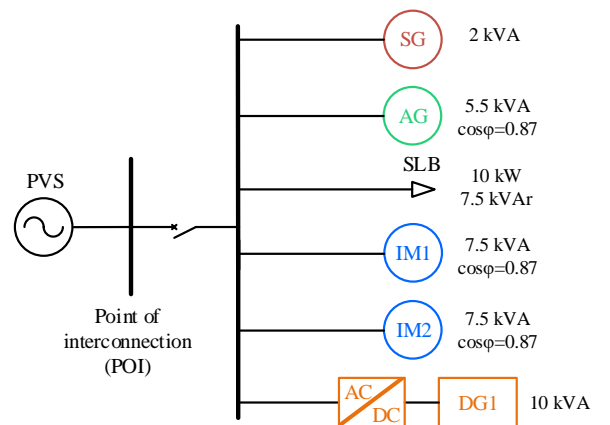 SG
2 kVA
AG
5.5 kVA
cosφ=0.87
SLB
10 kW
7.5 kVAr
PVS
IM1
7.5 kVA
cosφ=0.87
Point of
interconnection
(POI)
IM2
7.5 kVA
cosφ=0.87
AC
DC
DG1
10 kVA